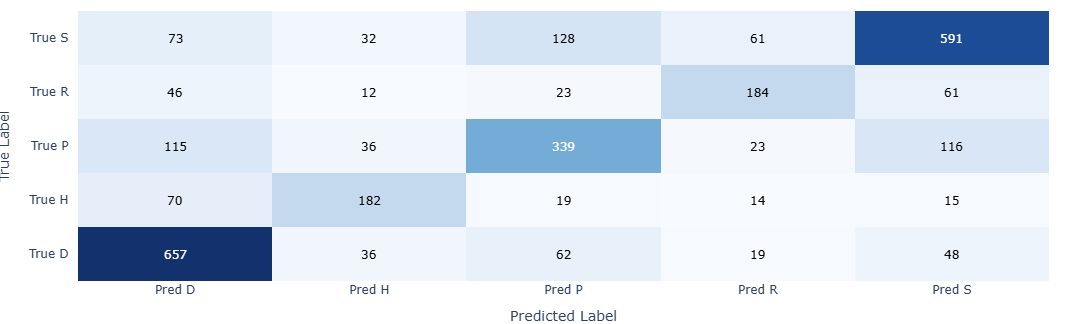 True S 73 32 128 61 591
True R 46 12 23 184 61
True P 115 36 339 23 116
True H 70 182 19 14 15
True D 657 36 62 19 48
Pred D Pred H Pred P Pred R Pred S
Predicted Label
True Label